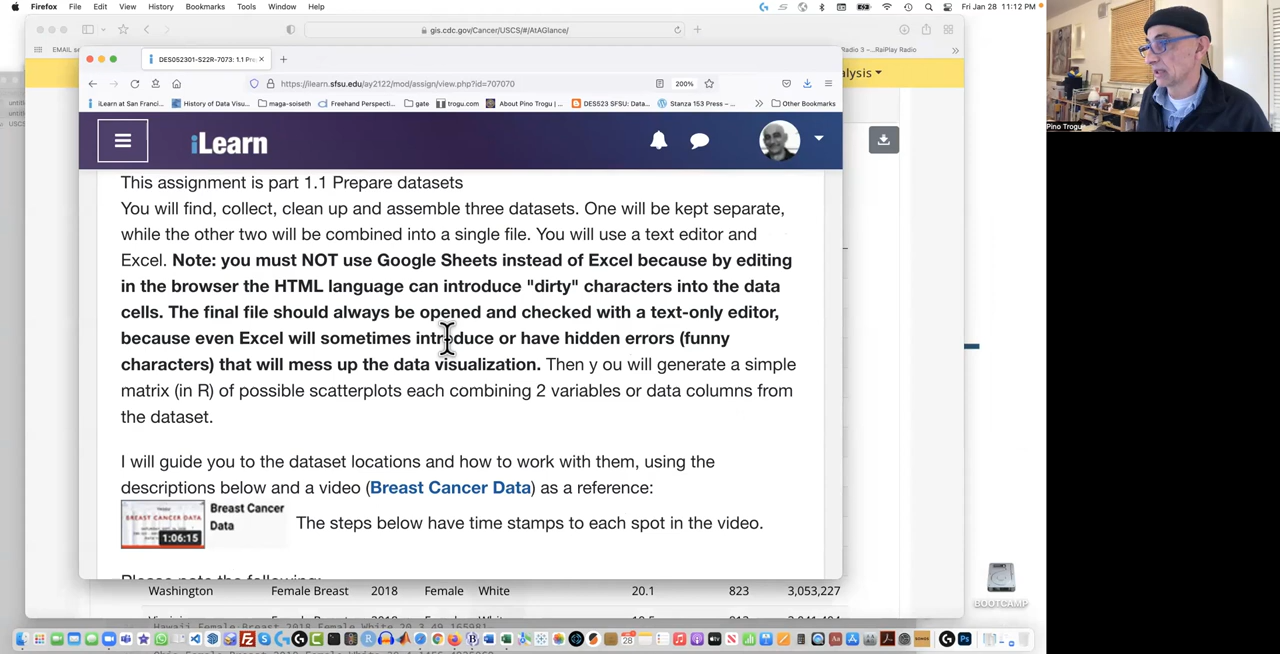 Firefox File Edit View History Bookmarks Tools Window Help Fri Jan 28 11:12 PM
gis.cdc.gov/Cancer/USCS/#/AtAGlance/
DES052301-S22R-7073: 1.1 Pr
https://ilearn.sfsu.edu/ay2122/mod/assign/view.php?id=707070 200%
iLearn at San Franci... History of Data Visu... maga-soiseth Freehand Perspecti... gate trogu.com About Pino Trogu |... DES523 SFSU: Data... Stanza 153 Press – ... Other Bookmarks
alysis
iLearn
Pino Trogu
This assignment is part 1.1 Prepare datasets
You will find, collect, clean up and assemble three datasets. One will be kept separate,
while the other two will be combined into a single file. You will use a text editor and
Excel. Note: you must NOT use Google Sheets instead of Excel because by editing
in the browser the HTML language can introduce "dirty" characters into the data
cells. The final file should always be opened and checked with a text-only editor,
because even Excel will sometimes introduce or have hidden errors (funny
characters) that will mess up the data visualization. Then y ou will generate a simple
matrix (in R) of possible scatterplots each combining 2 variables or data columns from
the dataset.
I will guide you to the dataset locations and how to work with them, using the
descriptions below and a video (Breast Cancer Data) as a reference:
BREAST CANCER DATA
1:06:15
Breast Cancer
Data
The steps below have time stamps to each spot in the video.
Please note the following:
Washington Female Breast 2018 Female White 20.1 823 3,053,227
BOOTCAMP